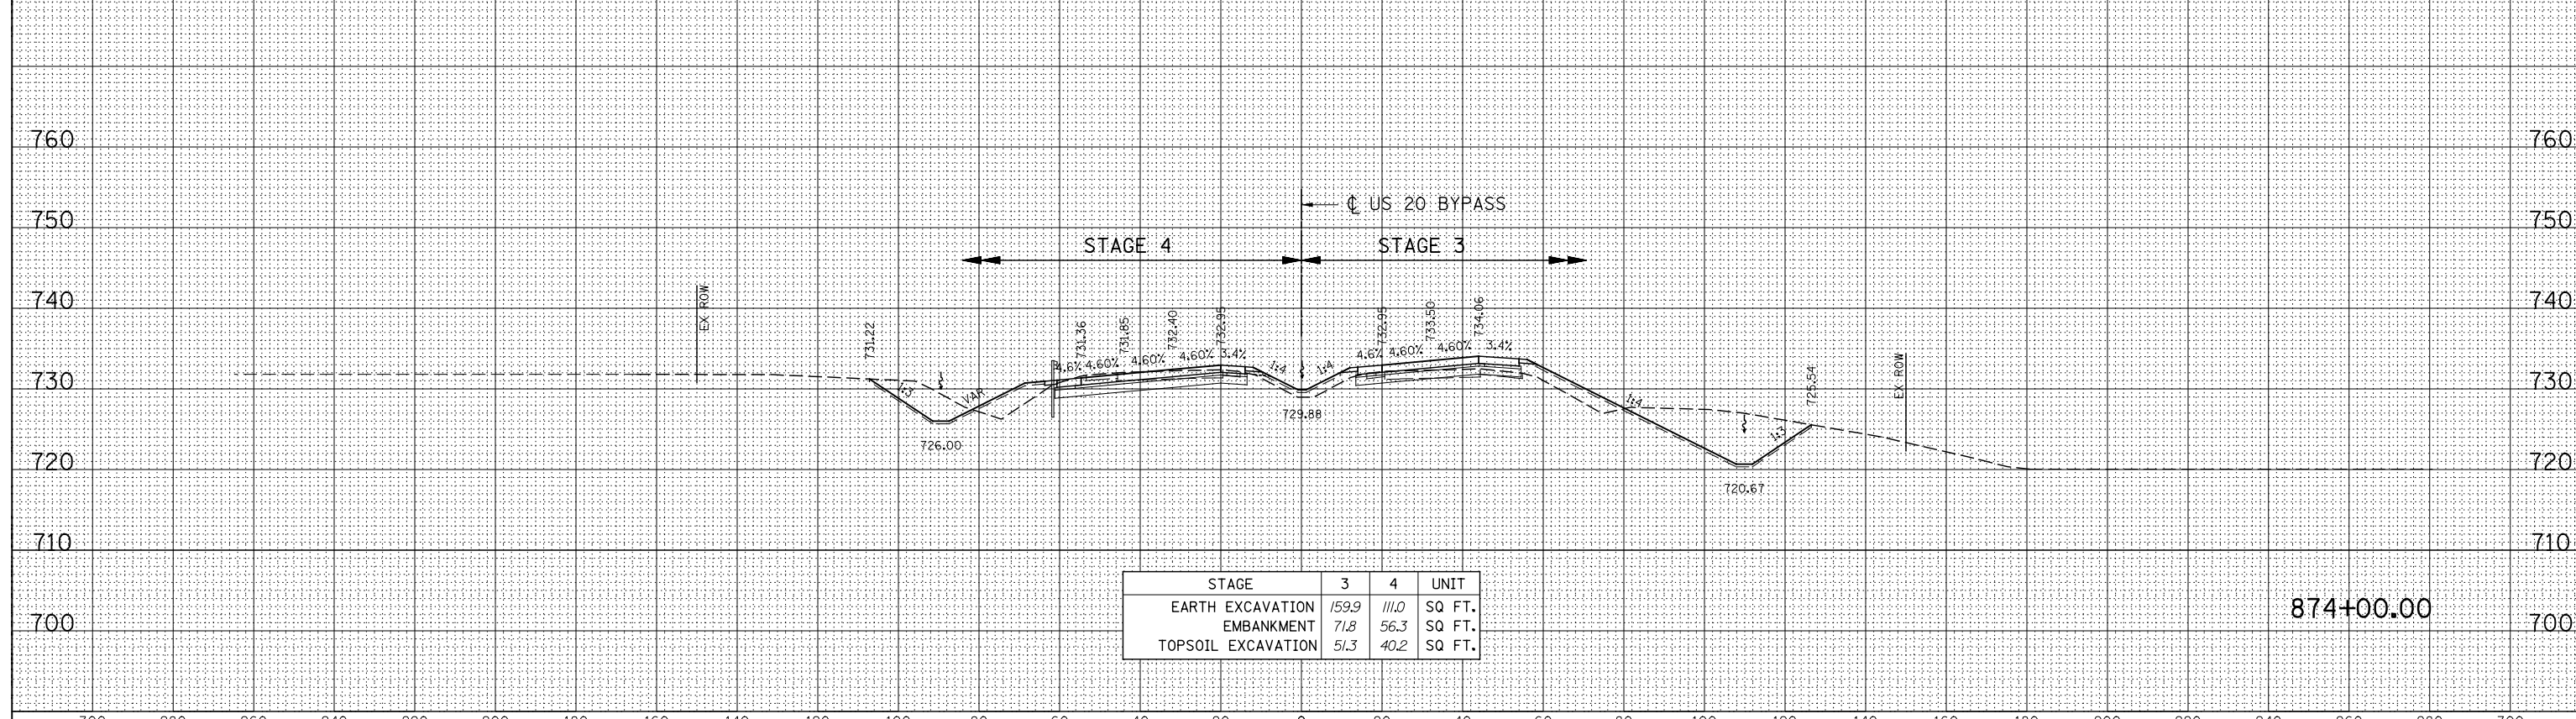 760 760
℄ US 20 BYPASS
750 750
STAGE 4 STAGE 3
740 EX ROW 740
731.22 731.36 731.85 732.40 732.95 732.95 733.50 734.06
4.6% 4.60% 4.60% 4.60% 3.4% 4.6% 4.60% 4.60% 3.4%
730 1:3 VAR 1:4 1:4 1:4 725.54 EX ROW 730
729.88
726.00
1:3
720 720
720.67
710 710
STAGE 3 4 UNIT
EARTH EXCAVATION 159.9 111.0 SQ FT.
EMBANKMENT 71.8 56.3 SQ FT.
TOPSOIL EXCAVATION 51.3 40.2 SQ FT.
874+00.00
700 700